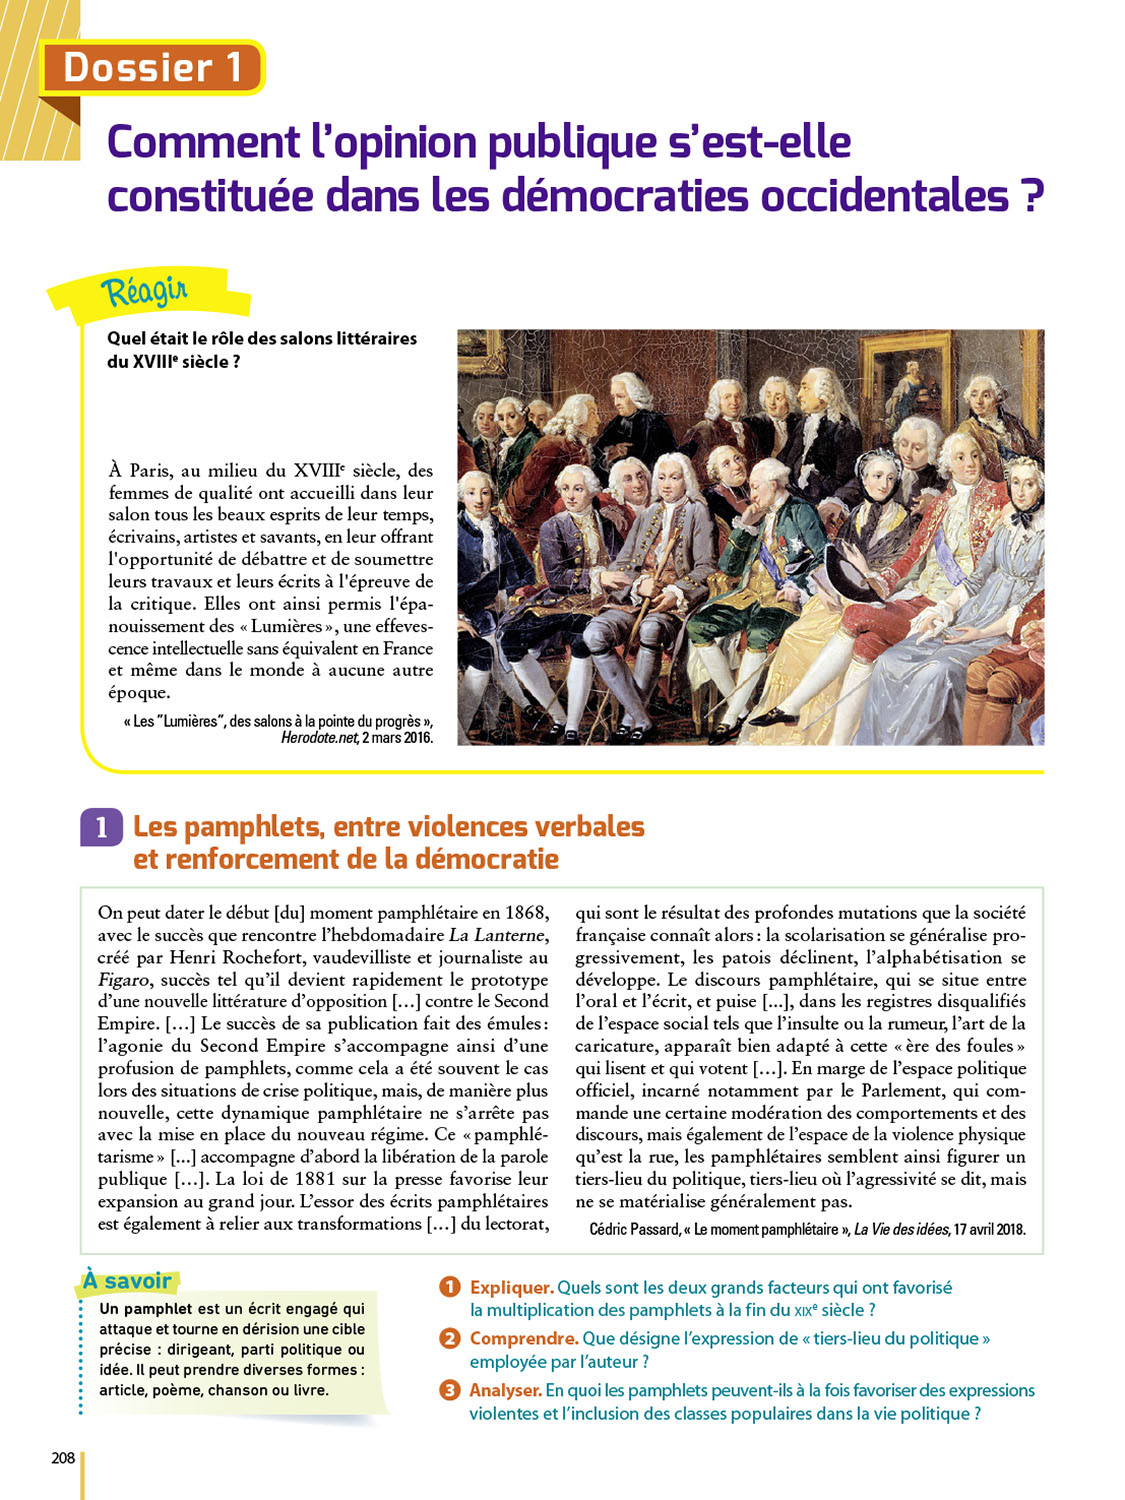 Dossier 1
Comment l’opinion publique s’est-elle
constituée dans les démocraties occidentales ?
Réagir
Quel était le rôle des salons littéraires
du XVIIIe siècle ?
À Paris, au milieu du XVIIIe siècle, des
femmes de qualité ont accueilli dans leur
salon tous les beaux esprits de leur temps,
écrivains, artistes et savants, en leur offrant
l'opportunité de débattre et de soumettre
leurs travaux et leurs écrits à l'épreuve de
la critique. Elles ont ainsi permis l'épa-
nouissement des « Lumières », une effeves-
cence intellectuelle sans équivalent en France
et même dans le monde à aucune autre
époque.
« Les "Lumières", des salons à la pointe du progrès »,
Herodote.net, 2 mars 2016.
1 Les pamphlets, entre violences verbales
et renforcement de la démocratie
On peut dater le début [du] moment pamphlétaire en 1868,
avec le succès que rencontre l’hebdomadaire La Lanterne,
créé par Henri Rochefort, vaudevilliste et journaliste au
Figaro, succès tel qu’il devient rapidement le prototype
d’une nouvelle littérature d’opposition […] contre le Second
Empire. […] Le succès de sa publication fait des émules :
l’agonie du Second Empire s’accompagne ainsi d’une
profusion de pamphlets, comme cela a été souvent le cas
lors des situations de crise politique, mais, de manière plus
nouvelle, cette dynamique pamphlétaire ne s’arrête pas
avec la mise en place du nouveau régime. Ce « pamphlé-
tarisme » [...] accompagne d’abord la libération de la parole
publique […]. La loi de 1881 sur la presse favorise leur
expansion au grand jour. L’essor des écrits pamphlétaires
est également à relier aux transformations […] du lectorat,
qui sont le résultat des profondes mutations que la société
française connaît alors : la scolarisation se généralise pro-
gressivement, les patois déclinent, l’alphabétisation se
développe. Le discours pamphlétaire, qui se situe entre
l’oral et l’écrit, et puise [...], dans les registres disqualifiés
de l’espace social tels que l’insulte ou la rumeur, l’art de la
caricature, apparaît bien adapté à cette « ère des foules »
qui lisent et qui votent […]. En marge de l’espace politique
officiel, incarné notamment par le Parlement, qui com-
mande une certaine modération des comportements et des
discours, mais également de l’espace de la violence physique
qu’est la rue, les pamphlétaires semblent ainsi figurer un
tiers-lieu du politique, tiers-lieu où l’agressivité se dit, mais
ne se matérialise généralement pas.
Cédric Passard, « Le moment pamphlétaire », La Vie des idées, 17 avril 2018.
À savoir
Un pamphlet est un écrit engagé qui
attaque et tourne en dérision une cible
précise : dirigeant, parti politique ou
idée. Il peut prendre diverses formes :
article, poème, chanson ou livre.
1 Expliquer. Quels sont les deux grands facteurs qui ont favorisé
la multiplication des pamphlets à la fin du XIXe siècle ?
2 Comprendre. Que désigne l’expression de « tiers-lieu du politique »
employée par l’auteur ?
3 Analyser. En quoi les pamphlets peuvent-ils à la fois favoriser des expressions
violentes et l’inclusion des classes populaires dans la vie politique ?
208